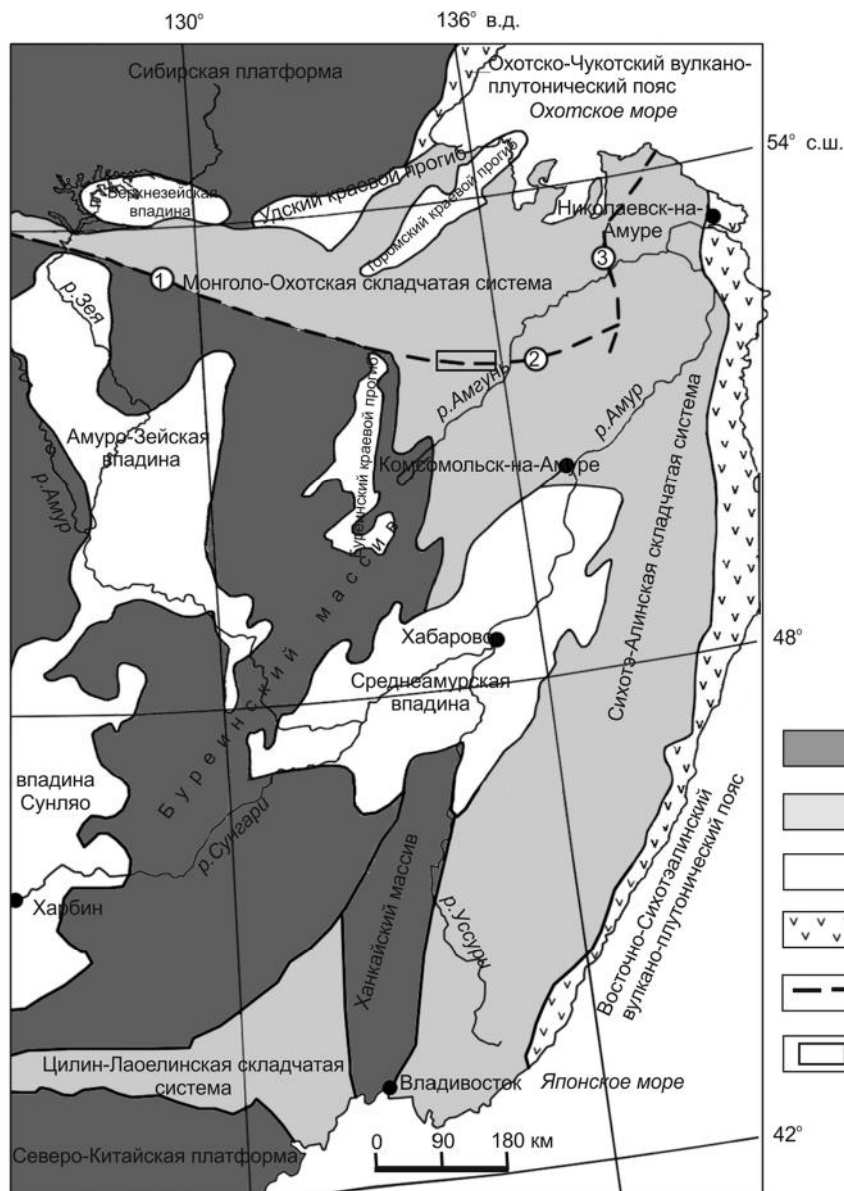 130°
136° в.д.
Сибирская платформа
Охотско-Чукотский вулкано-
плутонический пояс
Охотское море
54° с.ш.
Верхнезейская
впадина
Удский краевой прогиб
Торомский краевой прогиб
Николаевск-на-
Амуре
1
Монголо-Охотская складчатая система
3
р.Зея
2
р.Амгунь
р.Амур
Амуро-Зейская
впадина
р.Амур
Буреинский краевой прогиб
Комсомольск-на-Амуре
Сихотэ-Алинская складчатая система
Хабаровск
48°
Среднеамурская
впадина
Буреинский массив
впадина
Сунляо
р.Сунгари
Харбин
Ханкайский массив
р.Уссури
Восточно-Сихотэалинский
вулкано-плутонический пояс
Цилин-Лаоелинская складчатая
система
Владивосток
Японское море
Северо-Китайская платформа
0 90 180 км
42°